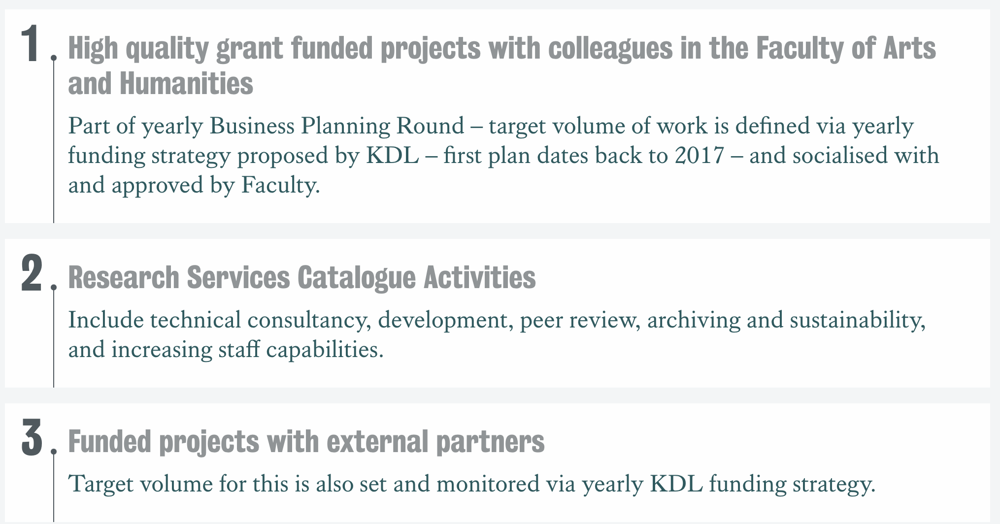 1. High quality grant funded projects with colleagues in the Faculty of Arts
and Humanities
Part of yearly Business Planning Round – target volume of work is defined via yearly
funding strategy proposed by KDL – first plan dates back to 2017 – and socialised with
and approved by Faculty.
2. Research Services Catalogue Activities
Include technical consultancy, development, peer review, archiving and sustainability,
and increasing staff capabilities.
3. Funded projects with external partners
Target volume for this is also set and monitored via yearly KDL funding strategy.